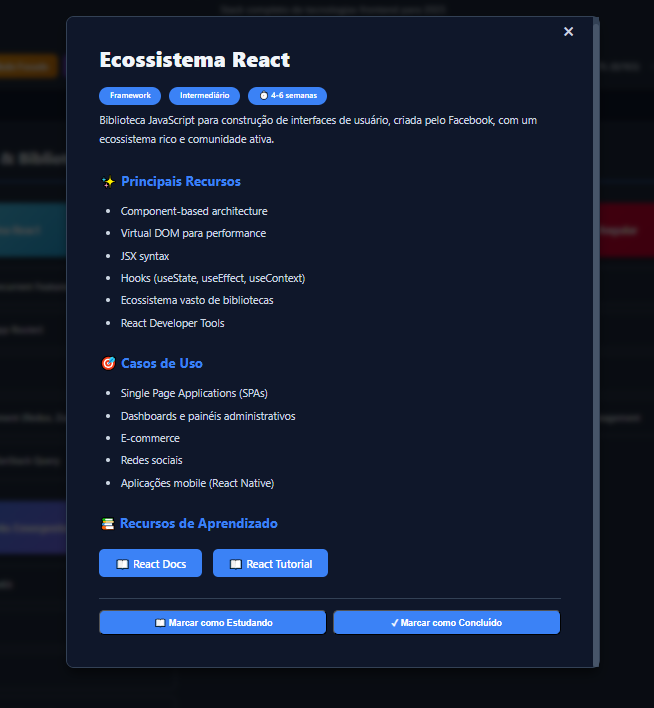 ×
Ecossistema React
Framework
Intermediário
⏱ 4-6 semanas
Biblioteca JavaScript para construção de interfaces de usuário, criada pelo Facebook, com um
ecossistema rico e comunidade ativa.
✨ Principais Recursos
• Component-based architecture
• Virtual DOM para performance
• JSX syntax
• Hooks (useState, useEffect, useContext)
• Ecossistema vasto de bibliotecas
• React Developer Tools
🎯 Casos de Uso
• Single Page Applications (SPAs)
• Dashboards e painéis administrativos
• E-commerce
• Redes sociais
• Aplicações mobile (React Native)
📚 Recursos de Aprendizado
📖 React Docs
📖 React Tutorial
📖 Marcar como Estudando
✓ Marcar como Concluído